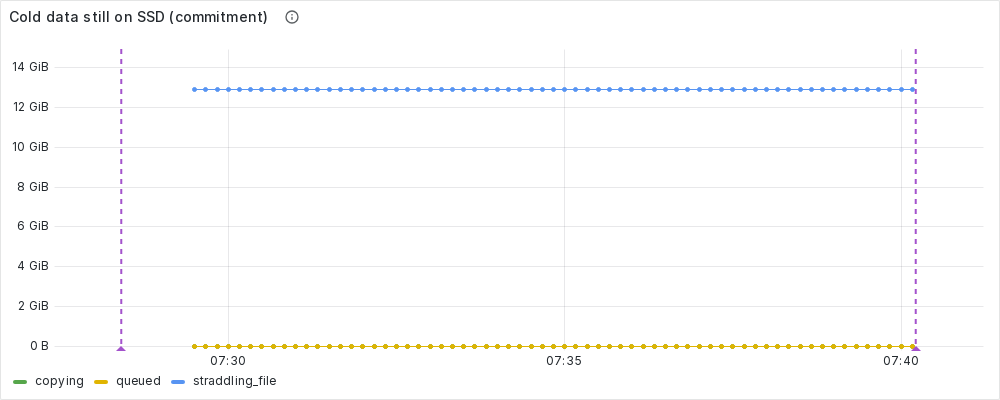 Cold data still on SSD (commitment)
14 GiB
12 GiB
10 GiB
8 GiB
6 GiB
4 GiB
2 GiB
0 B
07:30 07:35 07:40
copying queued straddling_file